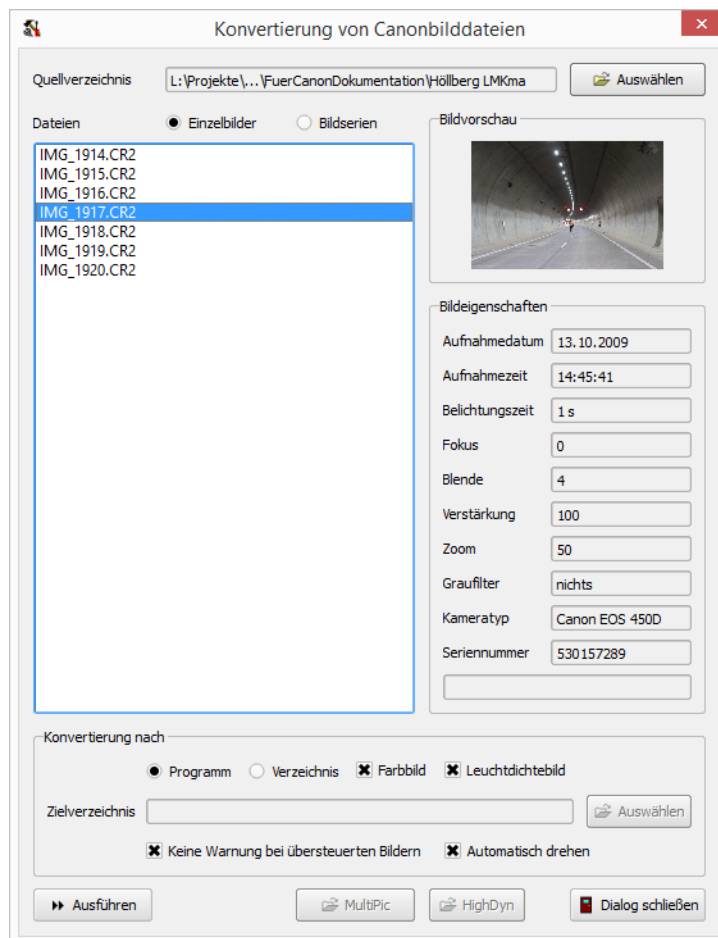 Konvertierung von Canonbilddateien
Quellverzeichnis L:\Projekte\...\FuerCanonDokumentation\Höllberg LMKma Auswählen
Dateien Einzelbilder Bildserien
IMG_1914.CR2
IMG_1915.CR2
IMG_1916.CR2
IMG_1917.CR2
IMG_1918.CR2
IMG_1919.CR2
IMG_1920.CR2
Bildvorschau
Bildeigenschaften
Aufnahmedatum 13.10.2009
Aufnahmezeit 14:45:41
Belichtungszeit 1 s
Fokus 0
Blende 4
Verstärkung 100
Zoom 50
Graufilter nichts
Kameratyp Canon EOS 450D
Seriennummer 530157289
Konvertierung nach
Programm Verzeichnis Farbbild Leuchtdichtebild
Zielverzeichnis Auswählen
Keine Warnung bei übersteuerten Bildern Automatisch drehen
Ausführen MultiPic HighDyn Dialog schließen